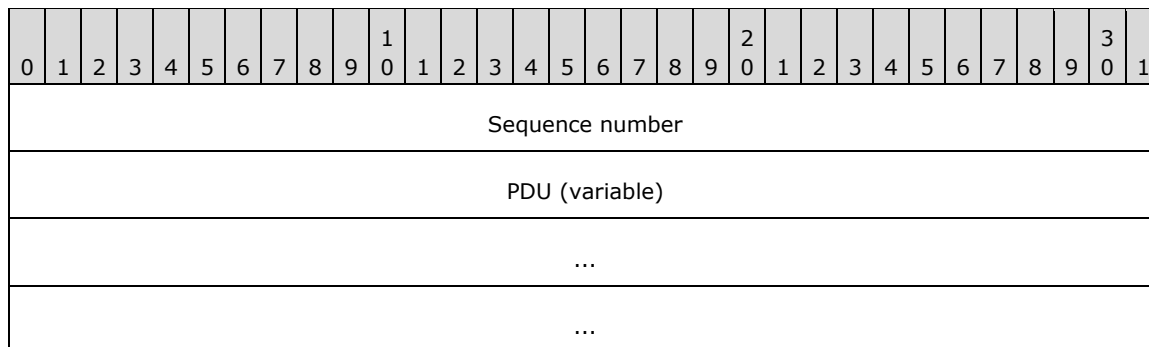 1 2 3
0 1 2 3 4 5 6 7 8 9 0 1 2 3 4 5 6 7 8 9 0 1 2 3 4 5 6 7 8 9 0 1
Sequence number
PDU (variable)
...
...